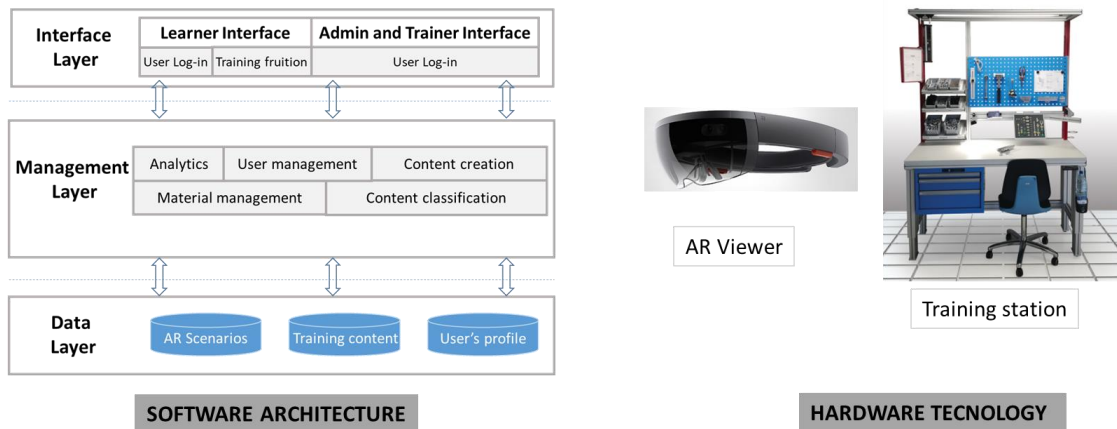 Interface
Layer
Learner Interface
Admin and Trainer Interface
User Log-in
Training fruition
User Log-in
Management
Layer
Analytics
User management
Content creation
Material management
Content classification
Data
Layer
AR Scenarios
Training content
User's profile
SOFTWARE ARCHITECTURE
AR Viewer
Training station
HARDWARE TECNOLOGY